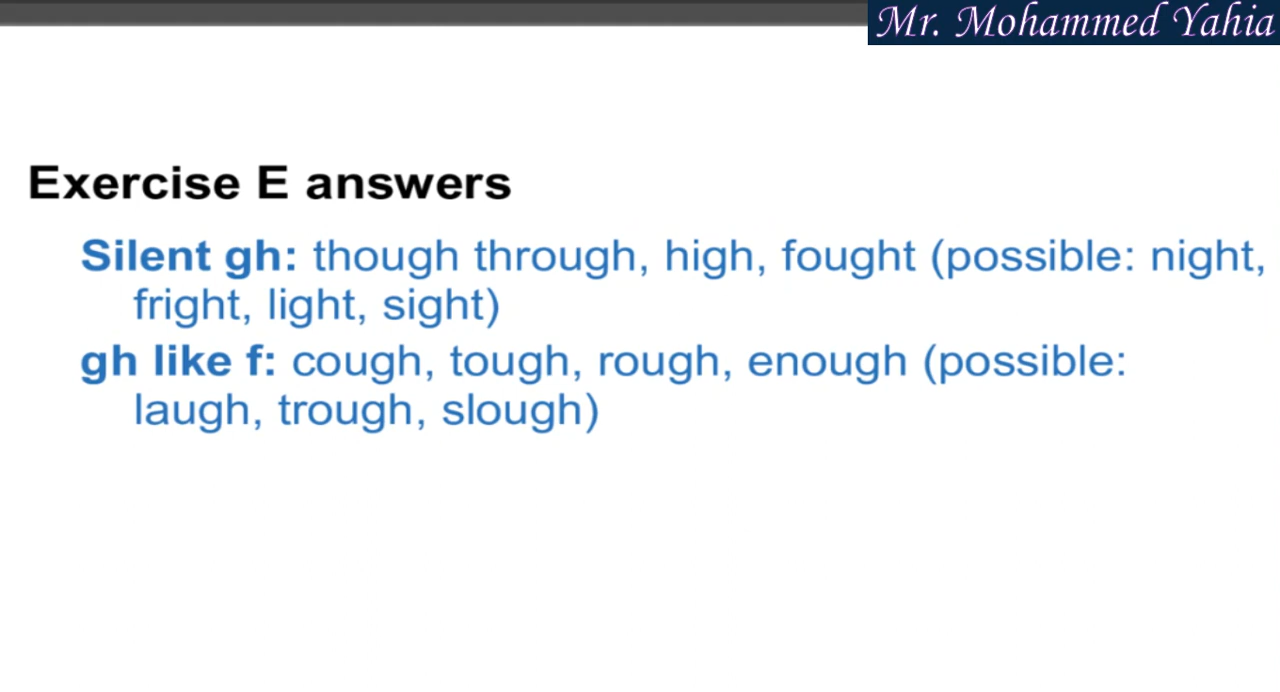 Mr. Mohammed Yahia
Exercise E answers
Silent gh: though through, high, fought (possible: night,
fright, light, sight)
gh like f: cough, tough, rough, enough (possible:
laugh, trough, slough)